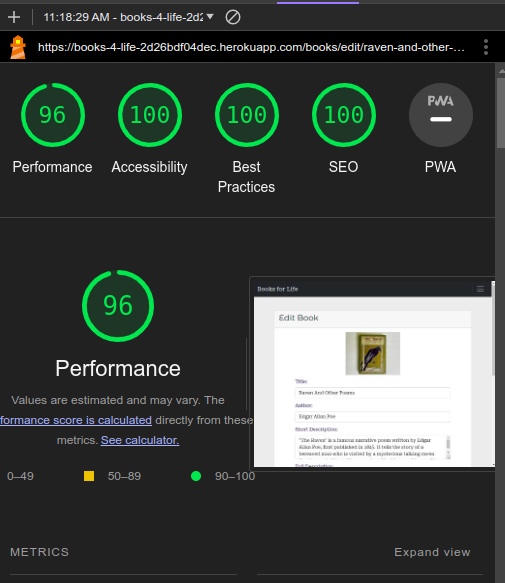 11:18:29 AM - books-4-life-2d2
https://books-4-life-2d26bdf04dec.herokuapp.com/books/edit/raven-and-other-…
96 100 100 100 PWA
Performance Accessibility Best Practices SEO PWA
96
Performance
Values are estimated and may vary. The
formance score is calculated directly from these
metrics. See calculator.
0–49 50–89 90–100
Books for Life
Edit Book
Title:
Raven And Other Poems
Author:
Edgar Allan Poe
Short Description:
"The Raven" is a famous narrative poem written by Edgar
Allan Poe, first published in 1845. It tells the story of a
bereaved man who is visited by a mysterious talking raven
Full Description:
METRICS Expand view